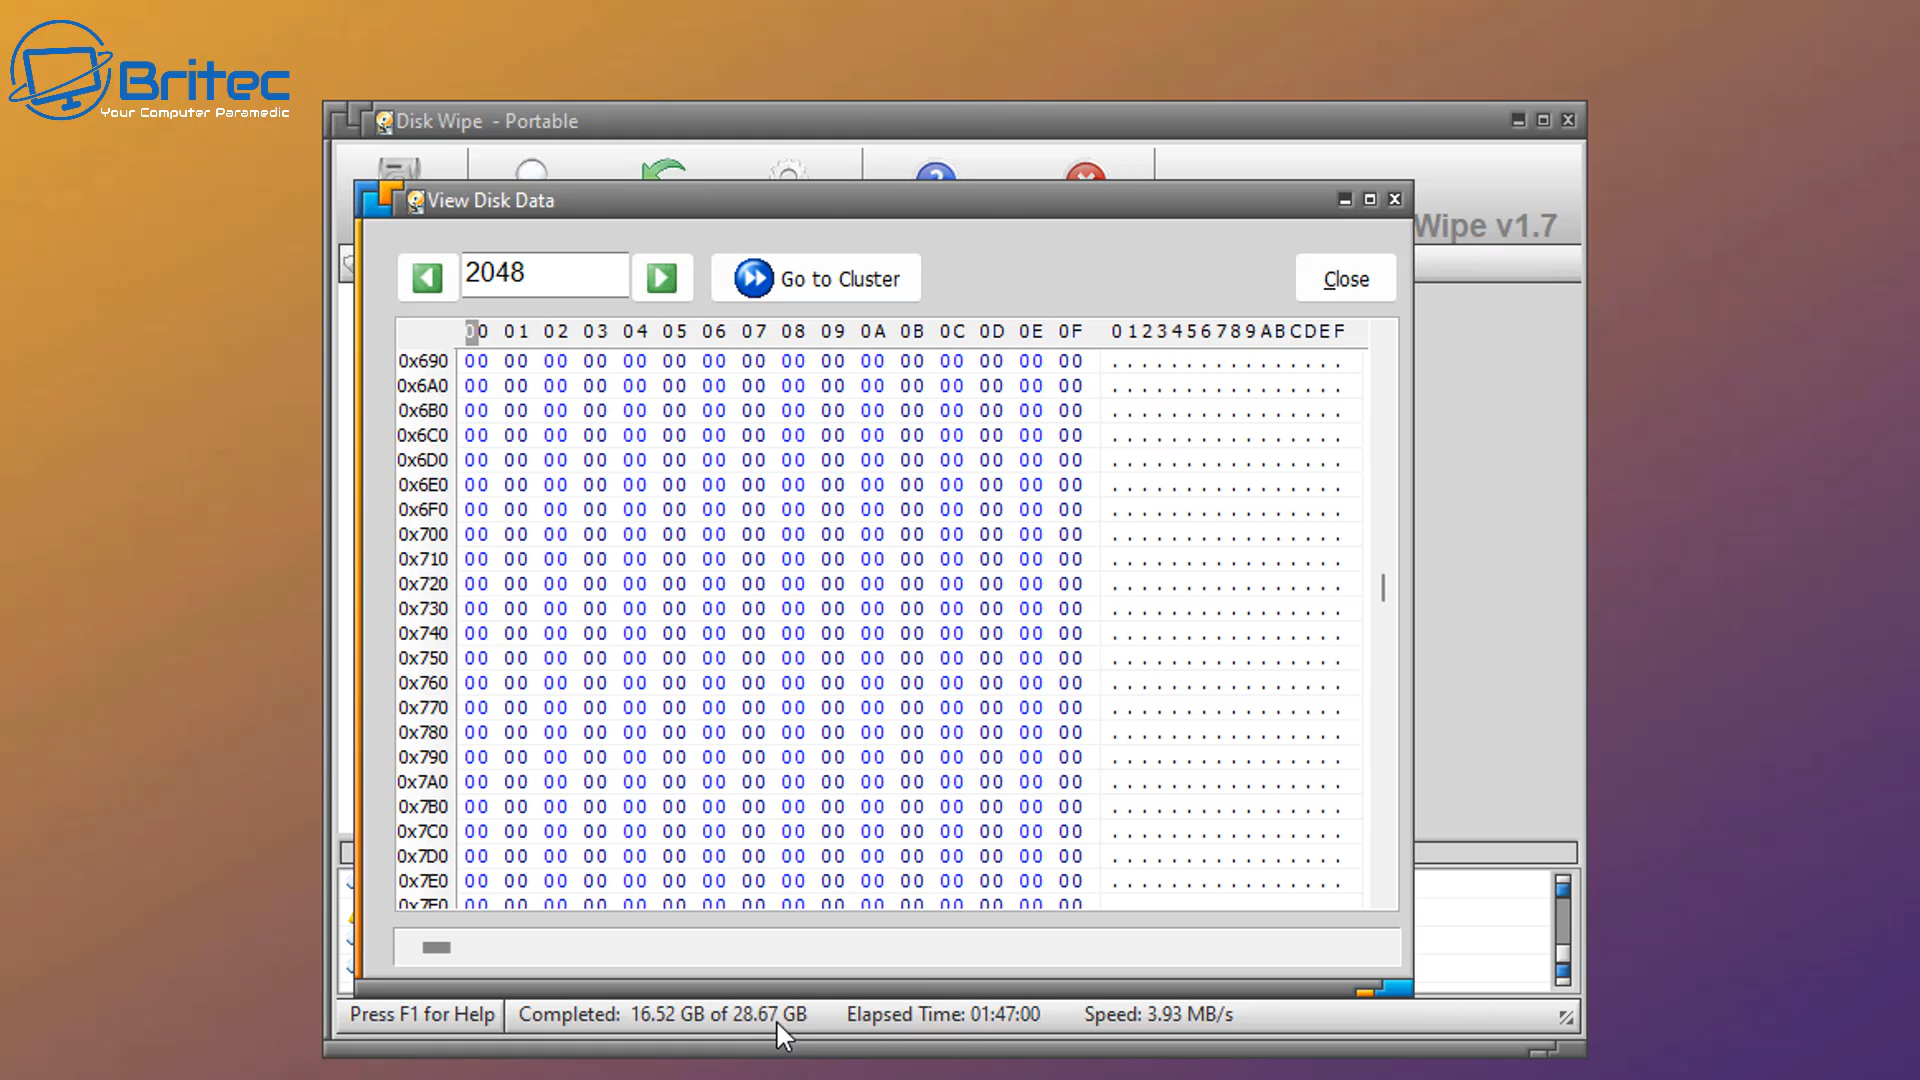 Britec
Your Computer Paramedic
Disk Wipe - Portable
Wipe v1.7
View Disk Data
2048
Go to Cluster
Close
00 01 02 03 04 05 06 07 08 09 0A 0B 0C 0D 0E 0F 0123456789ABCDEF
0x690 00 00 00 00 00 00 00 00 00 00 00 00 00 00 00 00 ................
0x6A0 00 00 00 00 00 00 00 00 00 00 00 00 00 00 00 00 ................
0x6B0 00 00 00 00 00 00 00 00 00 00 00 00 00 00 00 00 ................
0x6C0 00 00 00 00 00 00 00 00 00 00 00 00 00 00 00 00 ................
0x6D0 00 00 00 00 00 00 00 00 00 00 00 00 00 00 00 00 ................
0x6E0 00 00 00 00 00 00 00 00 00 00 00 00 00 00 00 00 ................
0x6F0 00 00 00 00 00 00 00 00 00 00 00 00 00 00 00 00 ................
0x700 00 00 00 00 00 00 00 00 00 00 00 00 00 00 00 00 ................
0x710 00 00 00 00 00 00 00 00 00 00 00 00 00 00 00 00 ................
0x720 00 00 00 00 00 00 00 00 00 00 00 00 00 00 00 00 ................
0x730 00 00 00 00 00 00 00 00 00 00 00 00 00 00 00 00 ................
0x740 00 00 00 00 00 00 00 00 00 00 00 00 00 00 00 00 ................
0x750 00 00 00 00 00 00 00 00 00 00 00 00 00 00 00 00 ................
0x760 00 00 00 00 00 00 00 00 00 00 00 00 00 00 00 00 ................
0x770 00 00 00 00 00 00 00 00 00 00 00 00 00 00 00 00 ................
0x780 00 00 00 00 00 00 00 00 00 00 00 00 00 00 00 00 ................
0x790 00 00 00 00 00 00 00 00 00 00 00 00 00 00 00 00 ................
0x7A0 00 00 00 00 00 00 00 00 00 00 00 00 00 00 00 00 ................
0x7B0 00 00 00 00 00 00 00 00 00 00 00 00 00 00 00 00 ................
0x7C0 00 00 00 00 00 00 00 00 00 00 00 00 00 00 00 00 ................
0x7D0 00 00 00 00 00 00 00 00 00 00 00 00 00 00 00 00 ................
0x7E0 00 00 00 00 00 00 00 00 00 00 00 00 00 00 00 00 ................
Press F1 for Help
Completed: 16.52 GB of 28.67 GB
Elapsed Time: 01:47:00
Speed: 3.93 MB/s